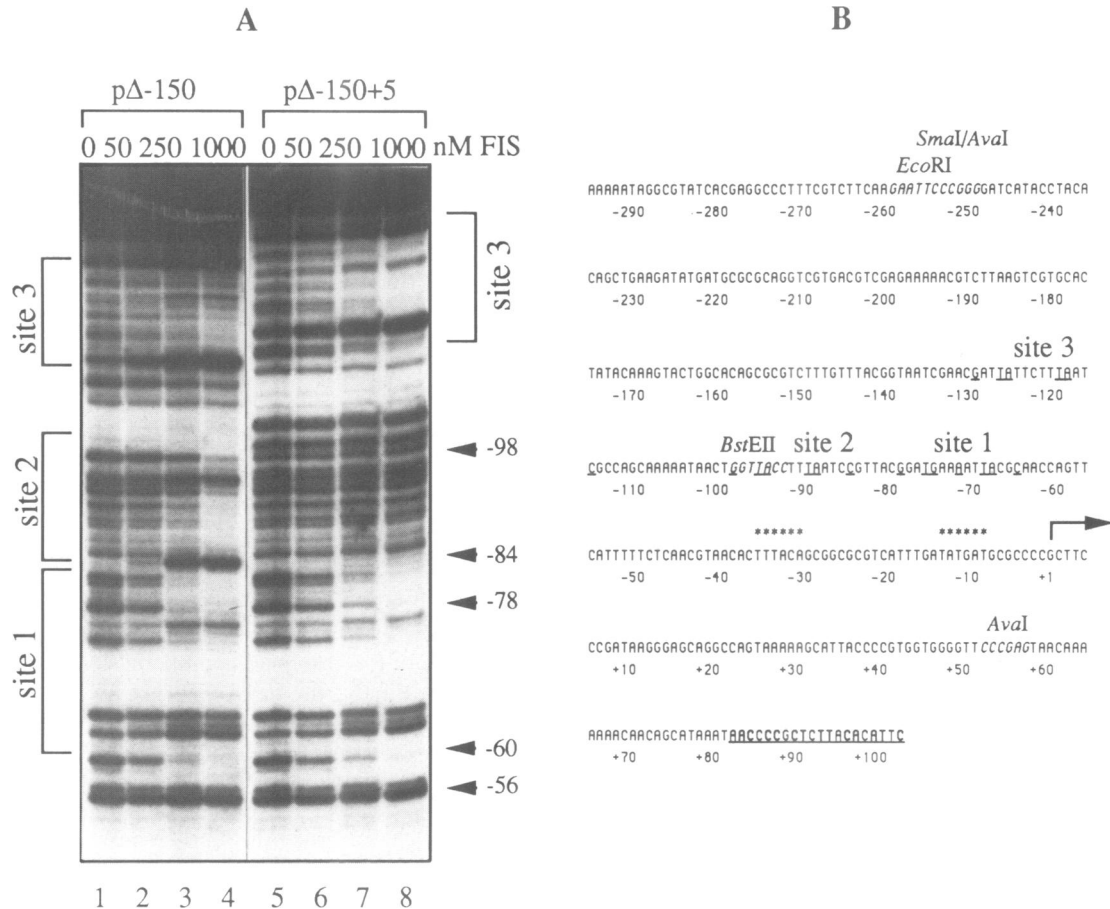 A
B
pΔ-150
pΔ-150+5
0 50 250 1000
0 50 250 1000 nM FIS
site 3
site 2
site 1
site 3
-98
-84
-78
-60
-56
1 2 3 4 5 6 7 8
SmaI/AvaI
EcoRI
AAAAATAGGCGTATCACGAGGCCCTTTCGTCTTCAAGAATTCCCGGGGATCATACCTACA
-290 -280 -270 -260 -250 -240
CAGCTGAAGATATGATGCGCGCAGGTCGTGACGTCGAGAAAAACGTCTTAAGTCGTGCAC
-230 -220 -210 -200 -190 -180
site 3
TATACAAAGTACTGGCACAGCGCGTCTTTGTTTACGGTAATCGAACGATTATTCTTTAAT
-170 -160 -150 -140 -130 -120
BstEII site 2 site 1
CGCCAGCAAAAATAACTGGTTACCTTTAATCCGTTACGGATGAAAATTACGCAACCAGTT
-110 -100 -90 -80 -70 -60
****** ******
CATTTTTCTCAACGTAACACTTTACAGCGGCGCGTCATTTGATATGATGCGCCCCGCTTC
-50 -40 -30 -20 -10 +1
AvaI
CCGATAAGGGAGCAGGCCAGTAAAAAGCATTACCCCGTGGTGGGGTTCCCGAGTAACAAA
+10 +20 +30 +40 +50 +60
AAAACAACAGCATAAATAACCCCGCTCTTACACATTC
+70 +80 +90 +100